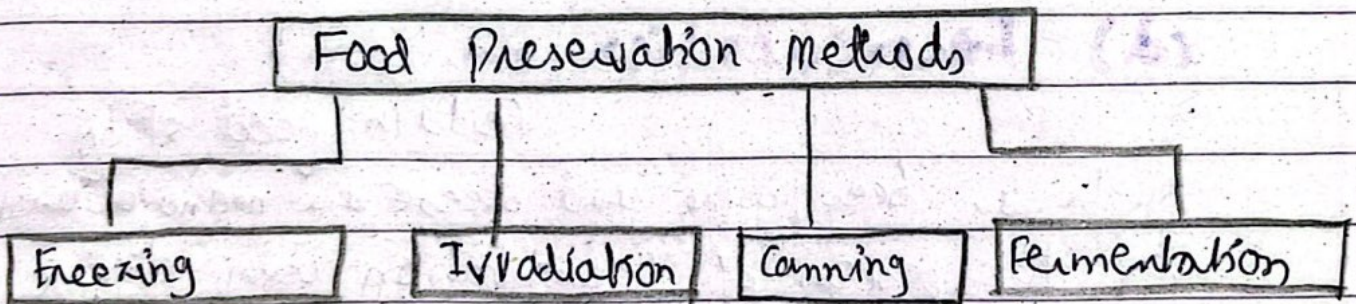 Food Preservation Methods
Freezing
Irradiation
Canning
Fermentation